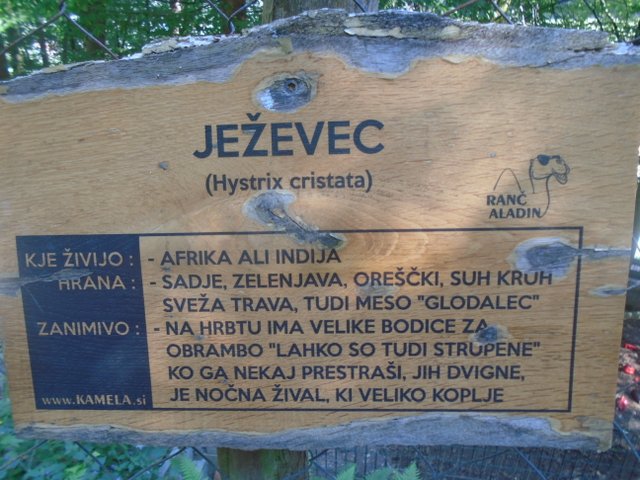 JEŽEVEC
(Hystrix cristata)
RANČ
ALADIN
KJE ŽIVIJO : - AFRIKA ALI INDIJA
HRANA : - SADJE, ZELENJAVA, OREŠČKI, SUH KRUH
SVEŽA TRAVA, TUDI MESO "GLODALEC"
ZANIMIVO : - NA HRBTU IMA VELIKE BODICE ZA
OBRAMBO "LAHKO SO TUDI STRUPENE"
KO GA NEKAJ PRESTRAŠI, JIH DVIGNE,
JE NOČNA ŽIVAL, KI VELIKO KOPLJE
www.KAMELA.si